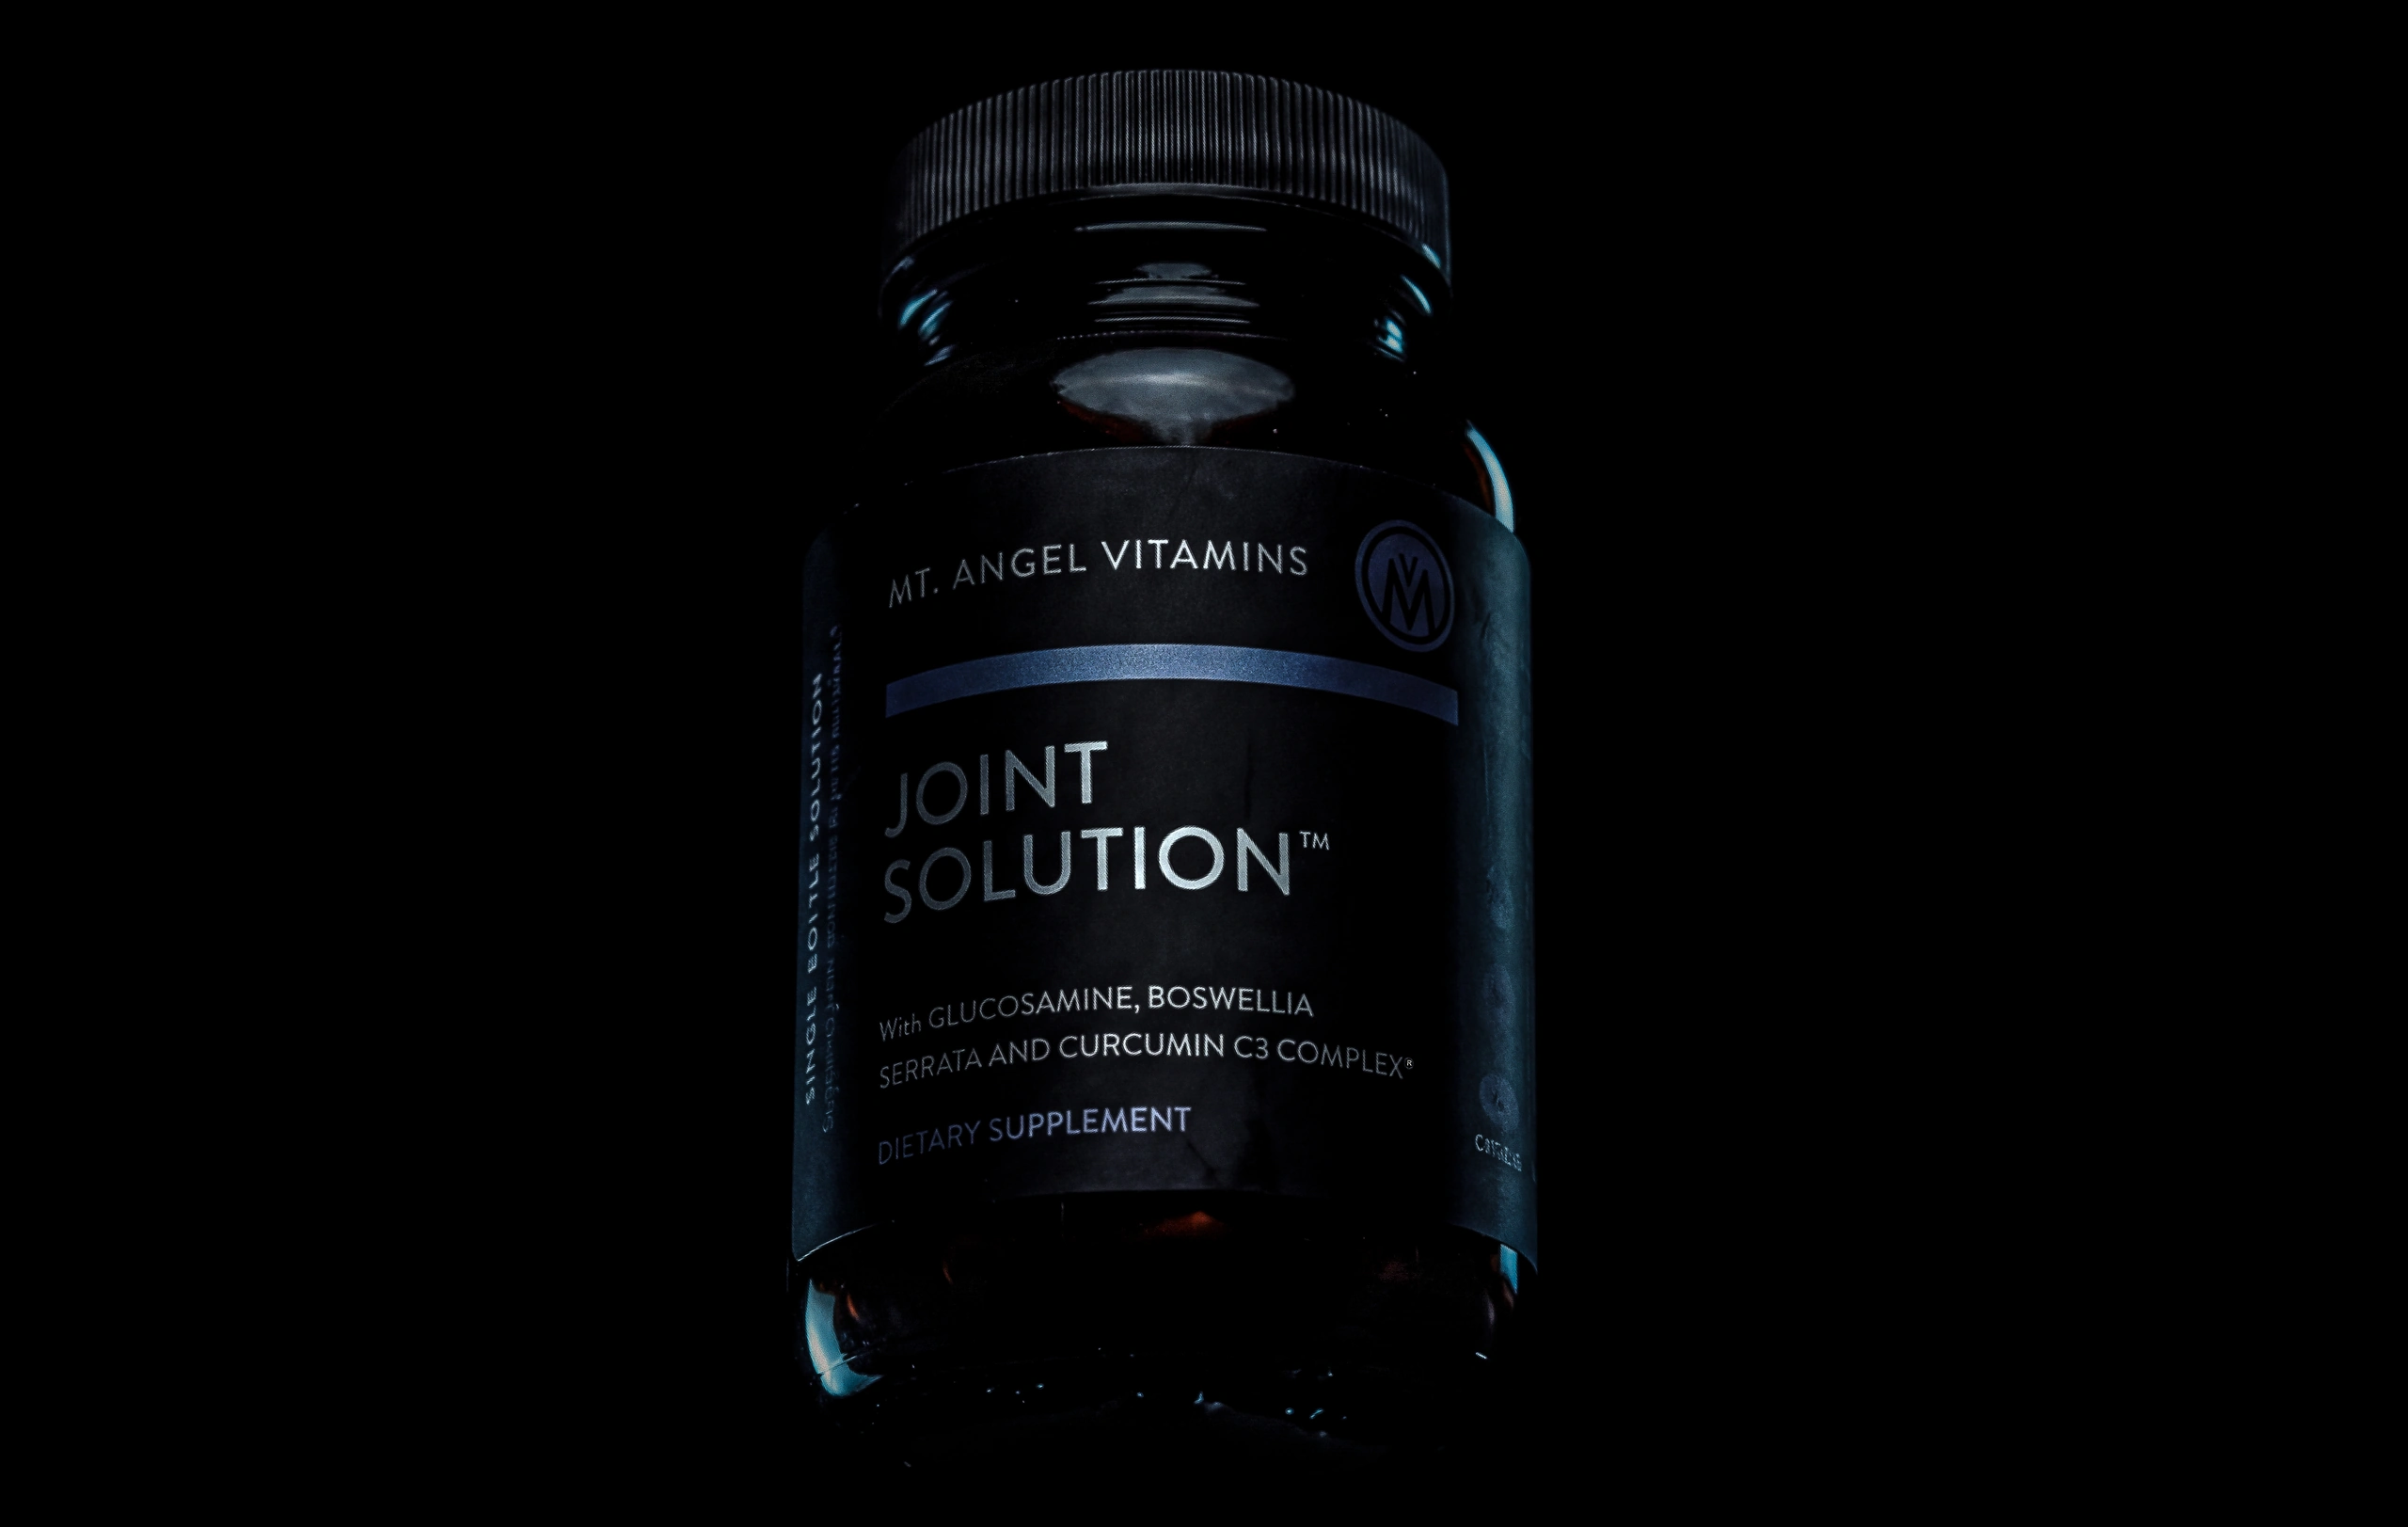 MT. ANGEL VITAMINS
JOINT
SOLUTION™
With GLUCOSAMINE, BOSWELLIA
SERRATA AND CURCUMIN C3 COMPLEX®
DIETARY SUPPLEMENT
SINGLE BOTTLE SOLUTION